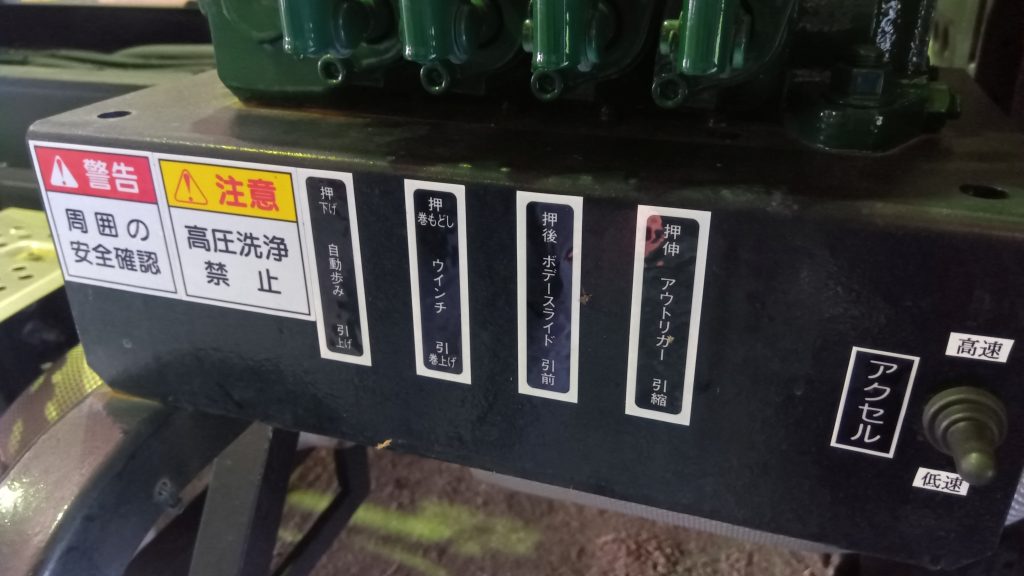 警告
周囲の
安全確認
注意
高圧洗浄
禁止
押
下げ
自動歩み
引
上げ
押
巻もどし
ウインチ
引
巻上げ
押後
ボデースライド
引前
押伸
アウトリガー
引縮
アクセル
高速
低速